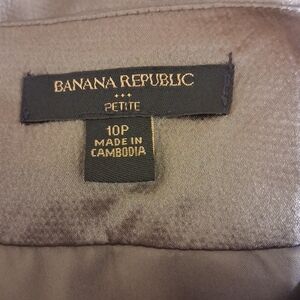 BANANA REPUBLIC
PETITE
10P
MADE IN
CAMBODIA